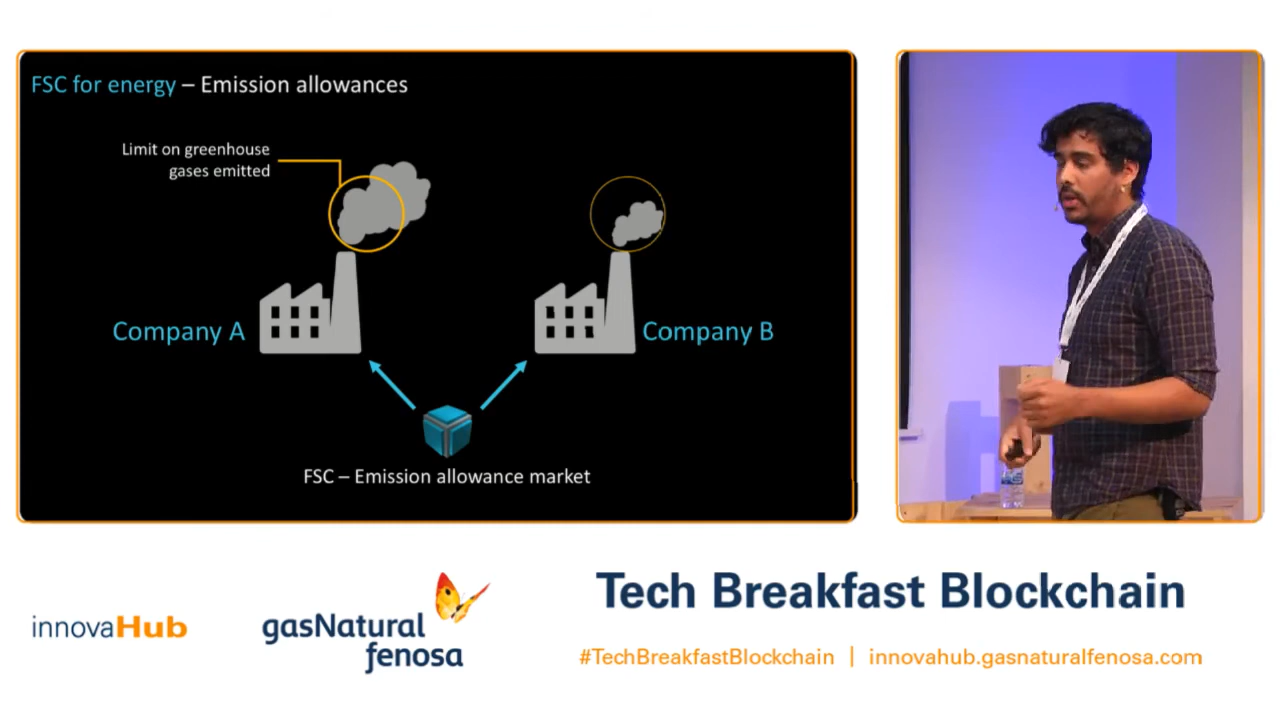 FSC for energy – Emission allowances
Limit on greenhouse
gases emitted
Company A
Company B
FSC – Emission allowance market
innovaHub
gasNatural
fenosa
Tech Breakfast Blockchain
#TechBreakfastBlockchain | innovahub.gasnaturalfenosa.com